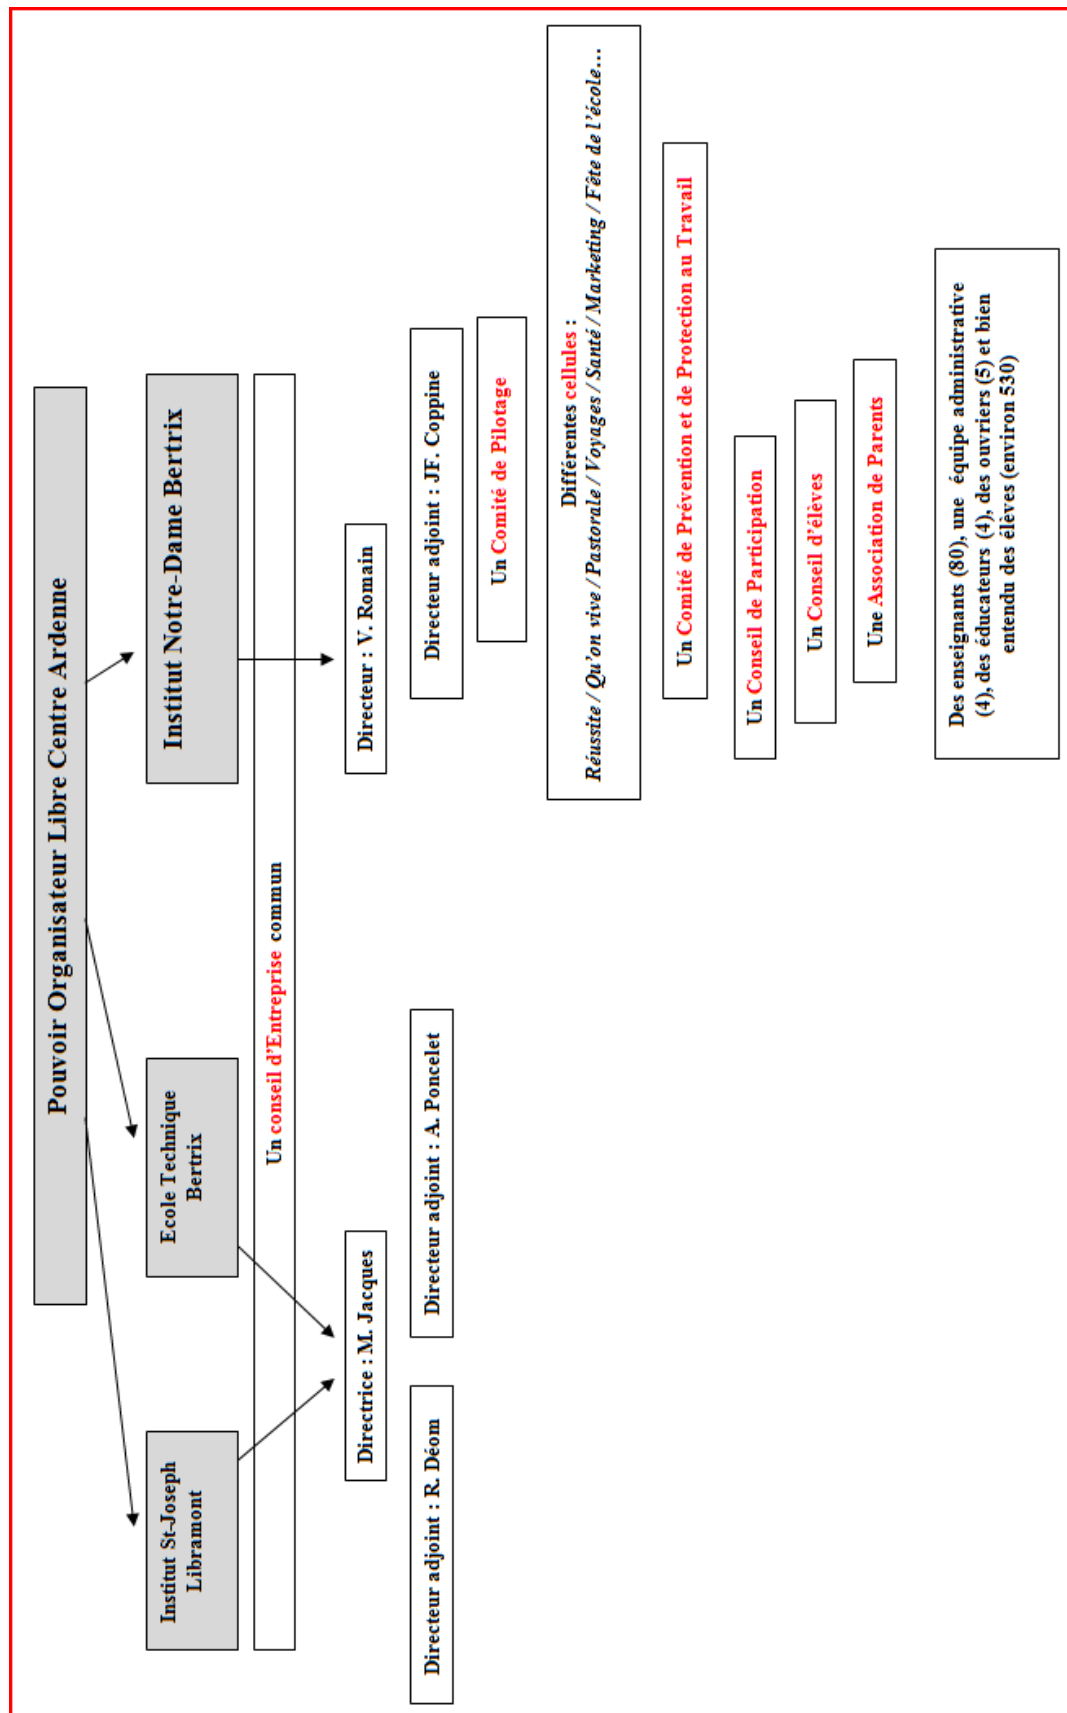 Pouvoir Organisateur Libre Centre Ardenne
Institut St-Joseph
Libramont
Ecole Technique
Bertrix
Institut Notre-Dame Bertrix
Un conseil d'Entreprise commun
Directrice : M. Jacques
Directeur : V. Romain
Directeur adjoint : R. Déom
Directeur adjoint : A. Poncelet
Directeur adjoint : JF. Coppine
Un Comité de Pilotage
Différentes cellules :
Réussite / Qu'on vive / Pastorale / Voyages / Santé / Marketing / Fête de l'école…
Un Comité de Prévention et de Protection au Travail
Un Conseil de Participation
Un Conseil d'élèves
Une Association de Parents
Des enseignants (80), une équipe administrative
(4), des éducateurs (4), des ouvriers (5) et bien
entendu des élèves (environ 530)